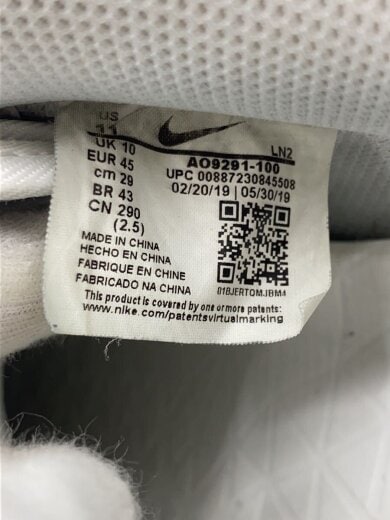 US
11
LN2
UK 10
AO9291-100
EUR 45
UPC 00887230845508
cm 29
02/20/19 | 05/30/19
BR 43
CN 290
(2.5)
MADE IN CHINA
HECHO EN CHINA
FABRIQUE EN CHINE
FABRICADO NA CHINA
01BJERTOMJBM4
This product is covered by one or more patents:
www.nike.com/patentsvirtualmarking